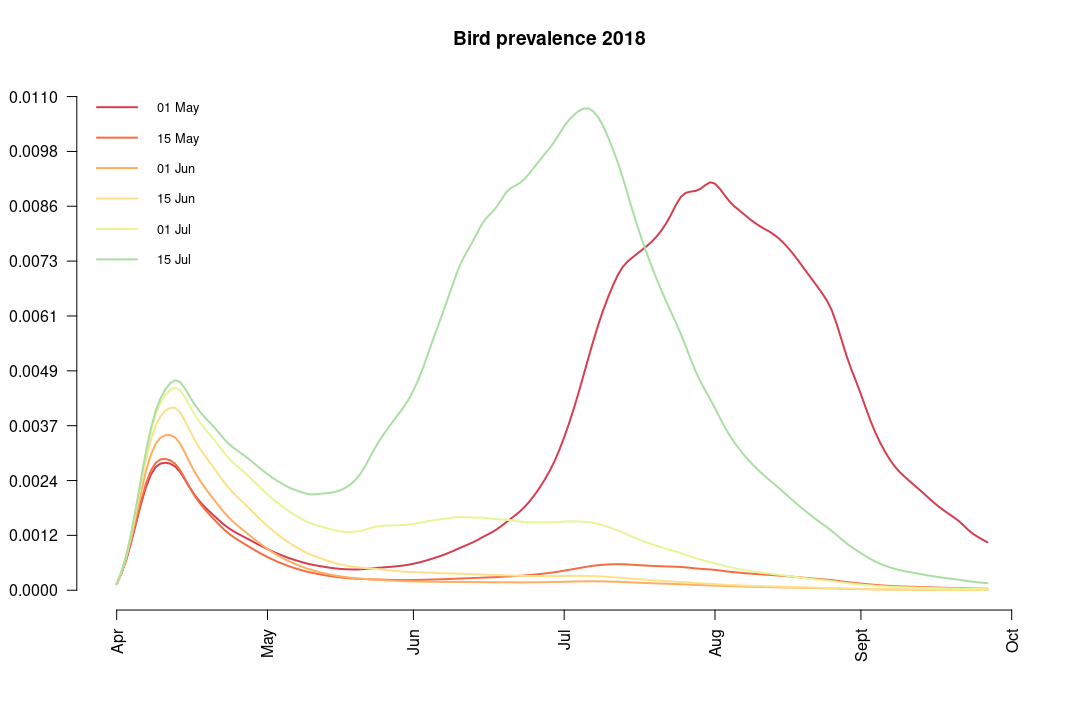 Bird prevalence 2018
0.0110
0.0098
0.0086
0.0073
0.0061
0.0049
0.0037
0.0024
0.0012
0.0000
01 May
15 May
01 Jun
15 Jun
01 Jul
15 Jul
Apr
May
Jun
Jul
Aug
Sept
Oct